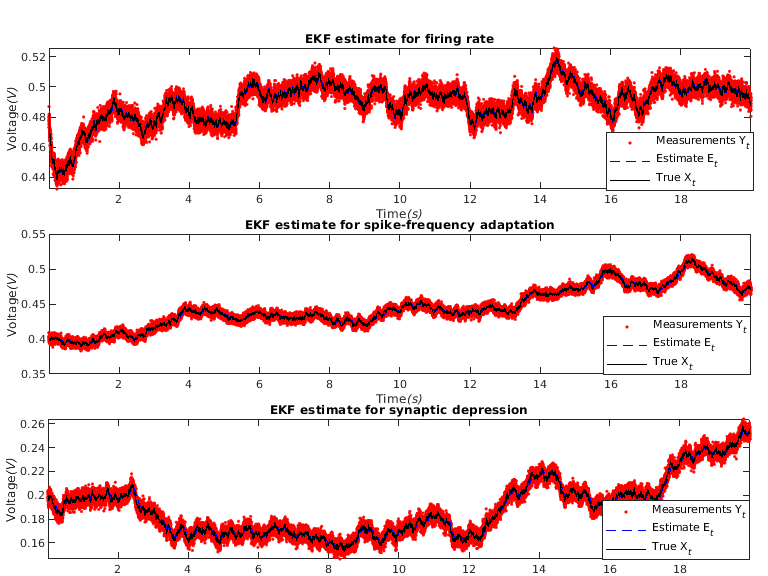 EKF estimate for firing rate
0.52
0.5
0.48
0.46
0.44
Voltage(V)
Measurements Y_t
Estimate E_t
True X_t
2 4 6 8 10 12 14 16 18
Time(s)
EKF estimate for spike-frequency adaptation
0.55
0.5
0.45
0.4
0.35
Voltage(V)
Measurements Y_t
Estimate E_t
True X_t
2 4 6 8 10 12 14 16 18
Time(s)
EKF estimate for synaptic depression
0.26
0.24
0.22
0.2
0.18
0.16
Voltage(V)
Measurements Y_t
Estimate E_t
True X_t
2 4 6 8 10 12 14 16 18